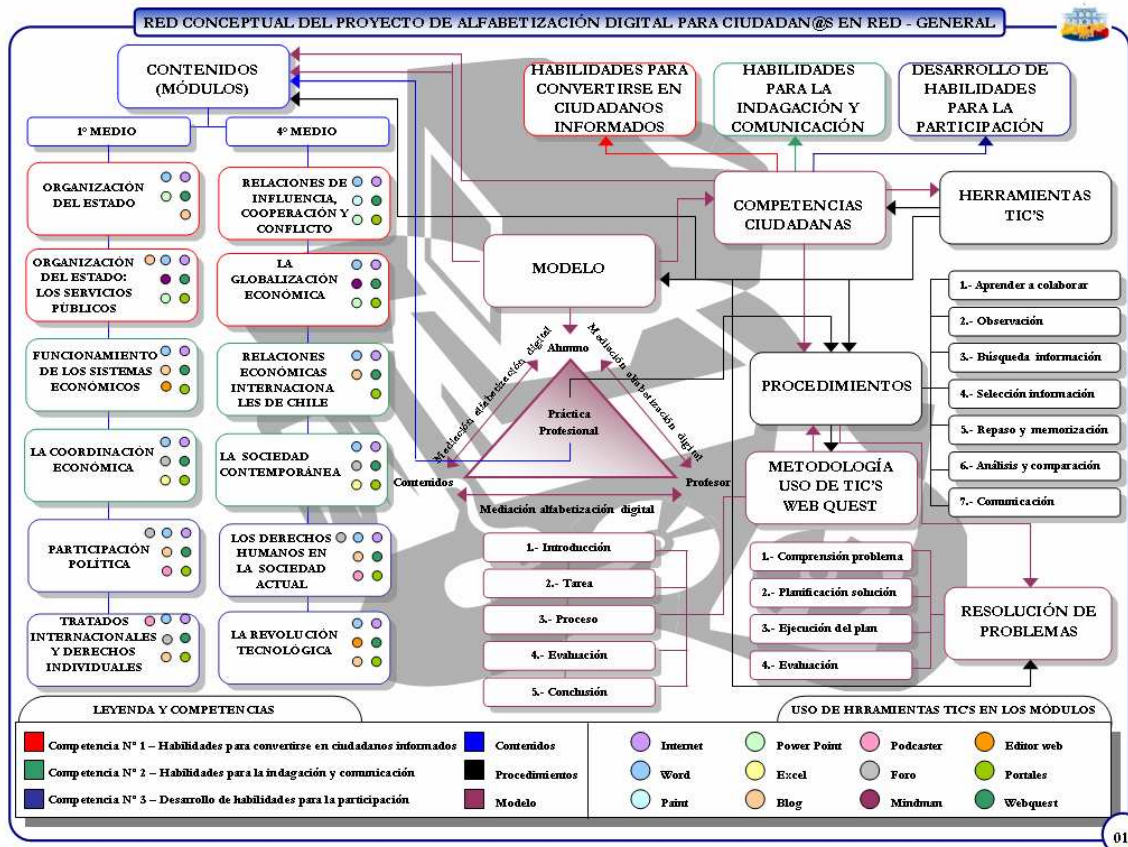 RED CONCEPTUAL DEL PROYECTO DE ALFABETIZACIÓN DIGITAL PARA CIUDADAN@S EN RED - GENERAL
CONTENIDOS
(MÓDULOS)
1º MEDIO
4º MEDIO
ORGANIZACIÓN
DEL ESTADO
ORGANIZACIÓN
DEL ESTADO:
LOS SERVICIOS
PÚBLICOS
FUNCIONAMIENTO
DE LOS SISTEMAS
ECONÓMICOS
LA COORDINACIÓN
ECONÓMICA
PARTICIPACIÓN
POLÍTICA
TRATADOS
INTERNACIONALES
Y DERECHOS
INDIVIDUALES
RELACIONES DE
INFLUENCIA,
COOPERACIÓN Y
CONFLICTO
LA
GLOBALIZACIÓN
ECONÓMICA
RELACIONES
ECONÓMICAS
INTERNACIONA
LES DE CHILE
LA SOCIEDAD
CONTEMPORÁNEA
LOS DERECHOS
HUMANOS EN
LA SOCIEDAD
ACTUAL
LA REVOLUCIÓN
TECNOLÓGICA
HABILIDADES PARA
CONVERTIRSE EN
CIUDADANOS
INFORMADOS
HABILIDADES
PARA LA
INDAGACIÓN Y
COMUNICACIÓN
DESARROLLO DE
HABILIDADES
PARA LA
PARTICIPACIÓN
COMPETENCIAS
CIUDADANAS
HERRAMIENTAS
TIC'S
MODELO
Alumno
Mediación alfabetización digital
Mediación alfabetización digital
Práctica
Profesional
Contenidos
Profesor
Mediación alfabetización digital
PROCEDIMIENTOS
1.- Aprender a colaborar
2.- Observación
3.- Búsqueda información
4.- Selección información
5.- Repaso y memorización
6.- Análisis y comparación
7.- Comunicación
METODOLOGÍA
USO DE TIC'S
WEB QUEST
1.- Introducción
2.- Tarea
3.- Proceso
4.- Evaluación
5.- Conclusión
1.- Comprensión problema
2.- Planificación solución
3.- Ejecución del plan
4.- Evaluación
RESOLUCIÓN DE
PROBLEMAS
LEYENDA Y COMPETENCIAS
Competencia Nº 1 – Habilidades para convertirse en ciudadanos informados
Competencia Nº 2 – Habilidades para la indagación y comunicación
Competencia Nº 3 – Desarrollo de habilidades para la participación
Contenidos
Procedimientos
Modelo
USO DE HRRAMIENTAS TIC'S EN LOS MÓDULOS
Internet
Power Point
Podcaster
Editor web
Word
Excel
Foro
Portales
Paint
Blog
Mindman
Webquest
01